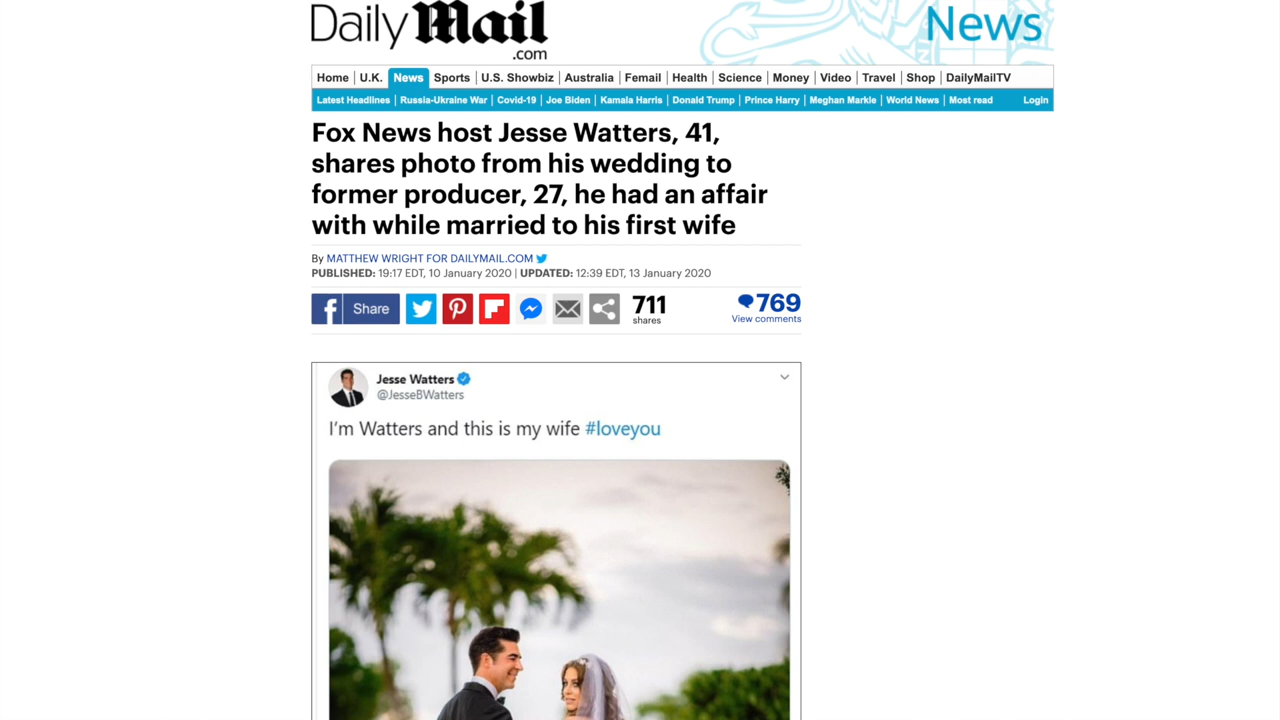 Daily Mail
.com
News
Home U.K. News Sports U.S. Showbiz Australia Femail Health Science Money Video Travel Shop DailyMailTV
Latest Headlines Russia-Ukraine War Covid-19 Joe Biden Kamala Harris Donald Trump Prince Harry Meghan Markle World News Most read Login
Fox News host Jesse Watters, 41,
shares photo from his wedding to
former producer, 27, he had an affair
with while married to his first wife
By MATTHEW WRIGHT FOR DAILYMAIL.COM
PUBLISHED: 19:17 EDT, 10 January 2020 | UPDATED: 12:39 EDT, 13 January 2020
f Share 711 769
shares View comments
Jesse Watters
@JesseBWatters
I'm Watters and this is my wife #loveyou